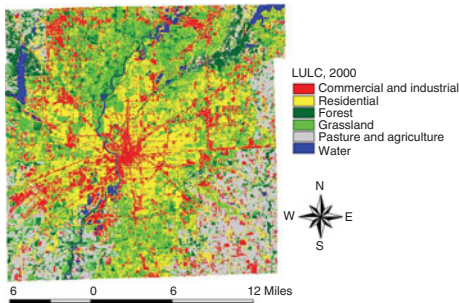 LULC, 2000
Commercial and industrial
Residential
Forest
Grassland
Pasture and agriculture
Water
N
W E
S
6 0 6 12 Miles